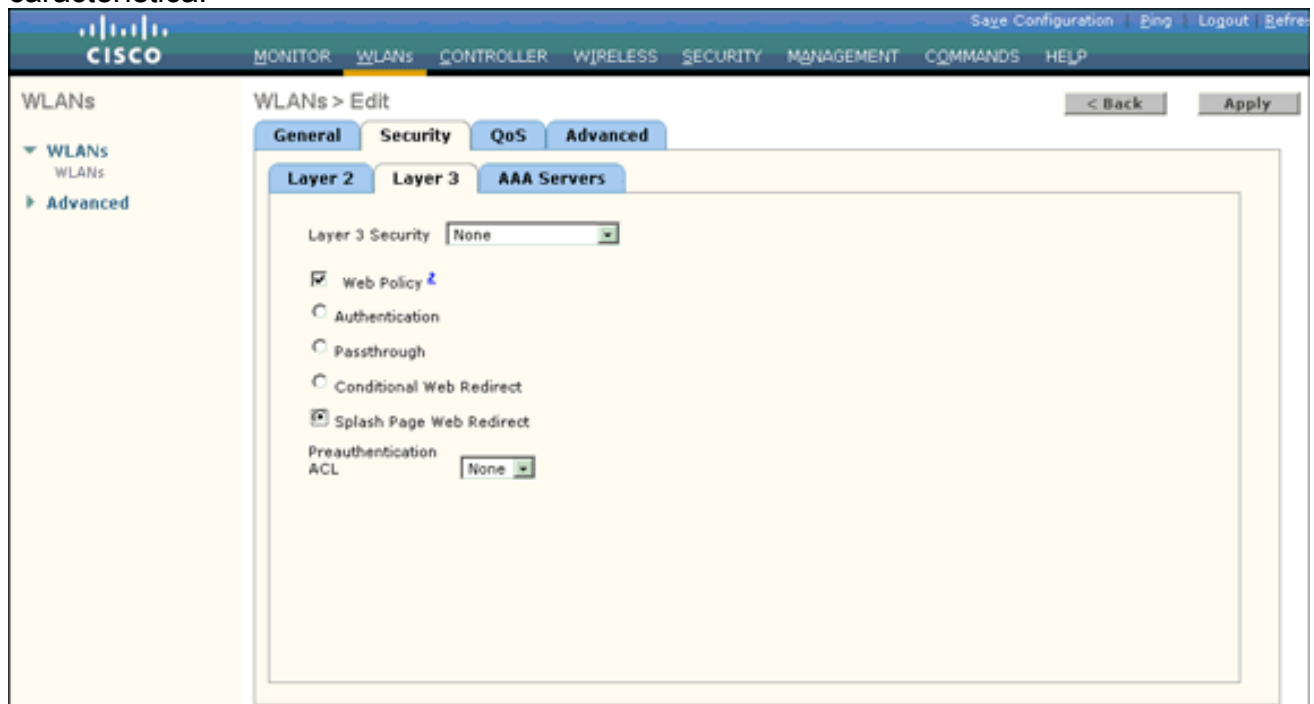 característica.
Save Configuration | Ping | Logout | Refre
CISCO
MONITOR WLANs CONTROLLER WIRELESS SECURITY MANAGEMENT COMMANDS HELP
WLANs
WLANs
WLANs
Advanced
WLANs > Edit
< Back Apply
General Security QoS Advanced
Layer 2 Layer 3 AAA Servers
Layer 3 Security None
Web Policy 2
Authentication
Passthrough
Conditional Web Redirect
Splash Page Web Redirect
Preauthentication
ACL None